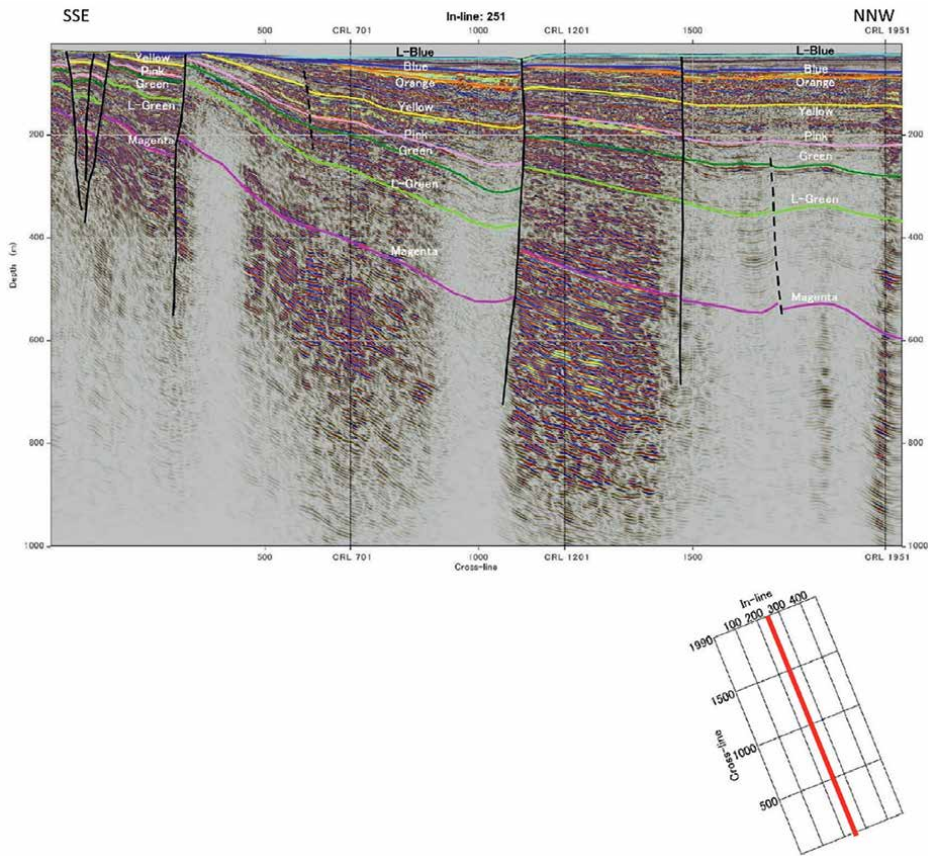 SSE In-line: 251 NNW
500 CRL 701 1000 CRL 1201 1500 CRL 1951
L-Blue L-Blue
Yellow Blue Blue
Pink Orange Orange
Green Yellow Yellow
L-Green Pink Pink
Magenta Green Green
L-Green L-Green
Magenta Magenta
Depth (m)
200 200
400 400
600 600
800 800
1000 1000
500 CRL 701 1000 CRL 1201 1500 CRL 1951
Cross-line
In-line
1990 100 200 300 400
1500
1000
500
Cross-line